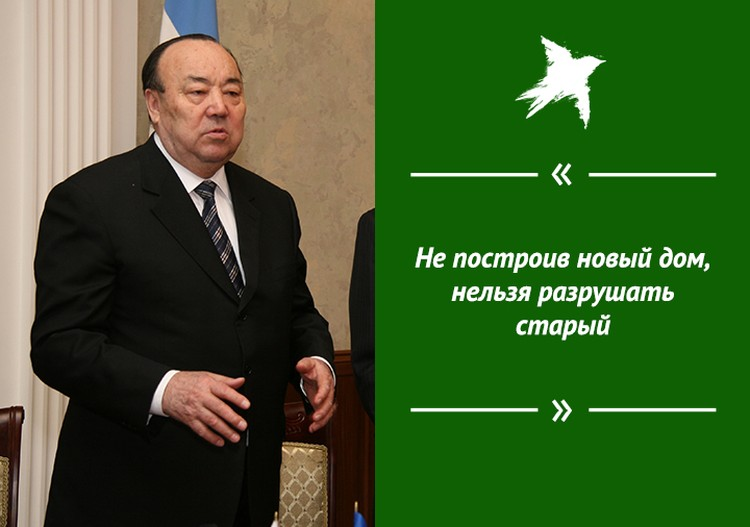 «
Не построив новый дом,
нельзя разрушать
старый
»